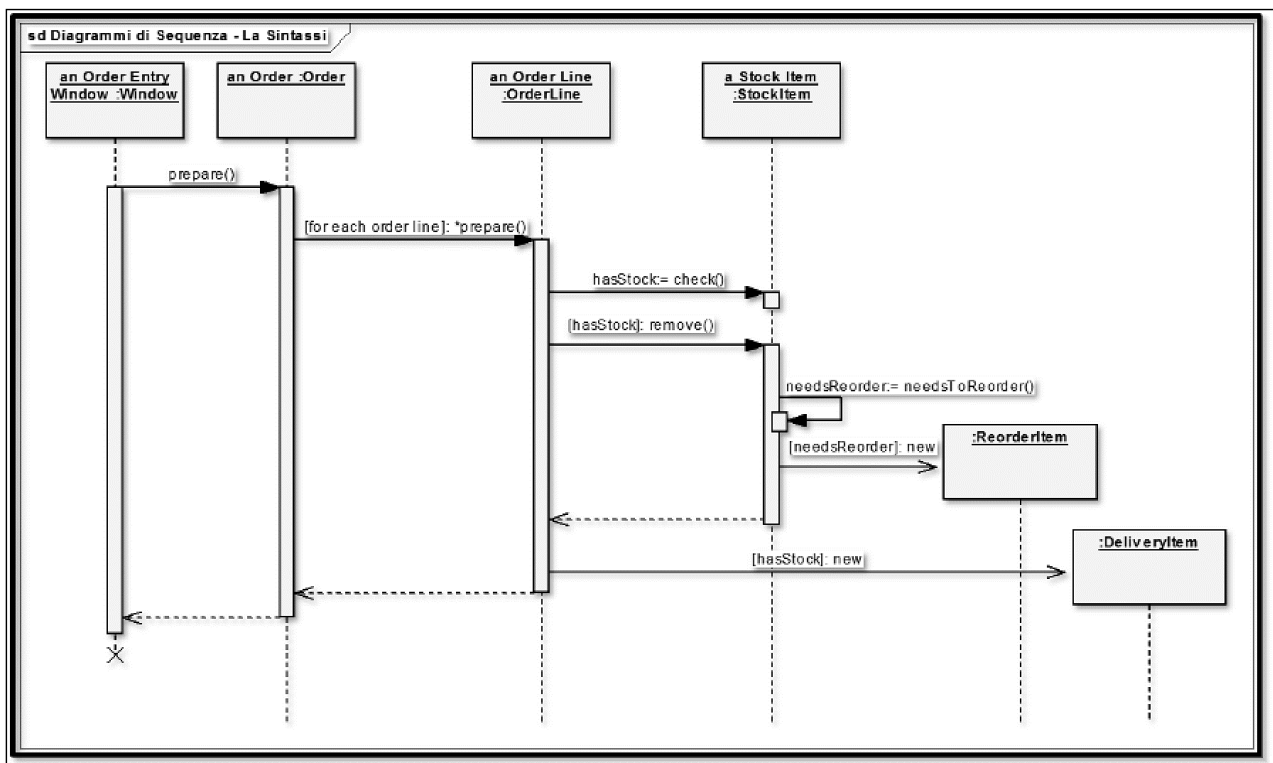 sd Diagrammi di Sequenza - La Sintassi
an Order Entry
Window :Window
an Order :Order
an Order Line
:OrderLine
a Stock Item
:StockItem
prepare()
[for each order line]: *prepare()
hasStock:= check()
[hasStock]: remove()
needsReorder:= needsToReorder()
[needsReorder]: new
:ReorderItem
[hasStock]: new
:DeliveryItem